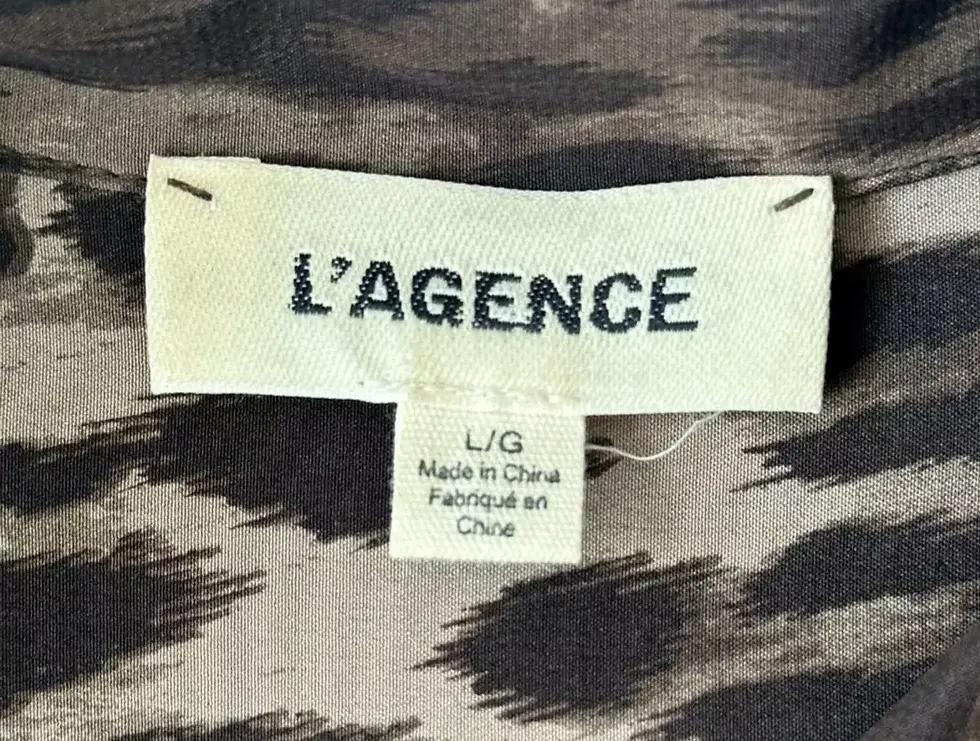 L'AGENCE
L/G
Made in China
Fabriqué en
Chine